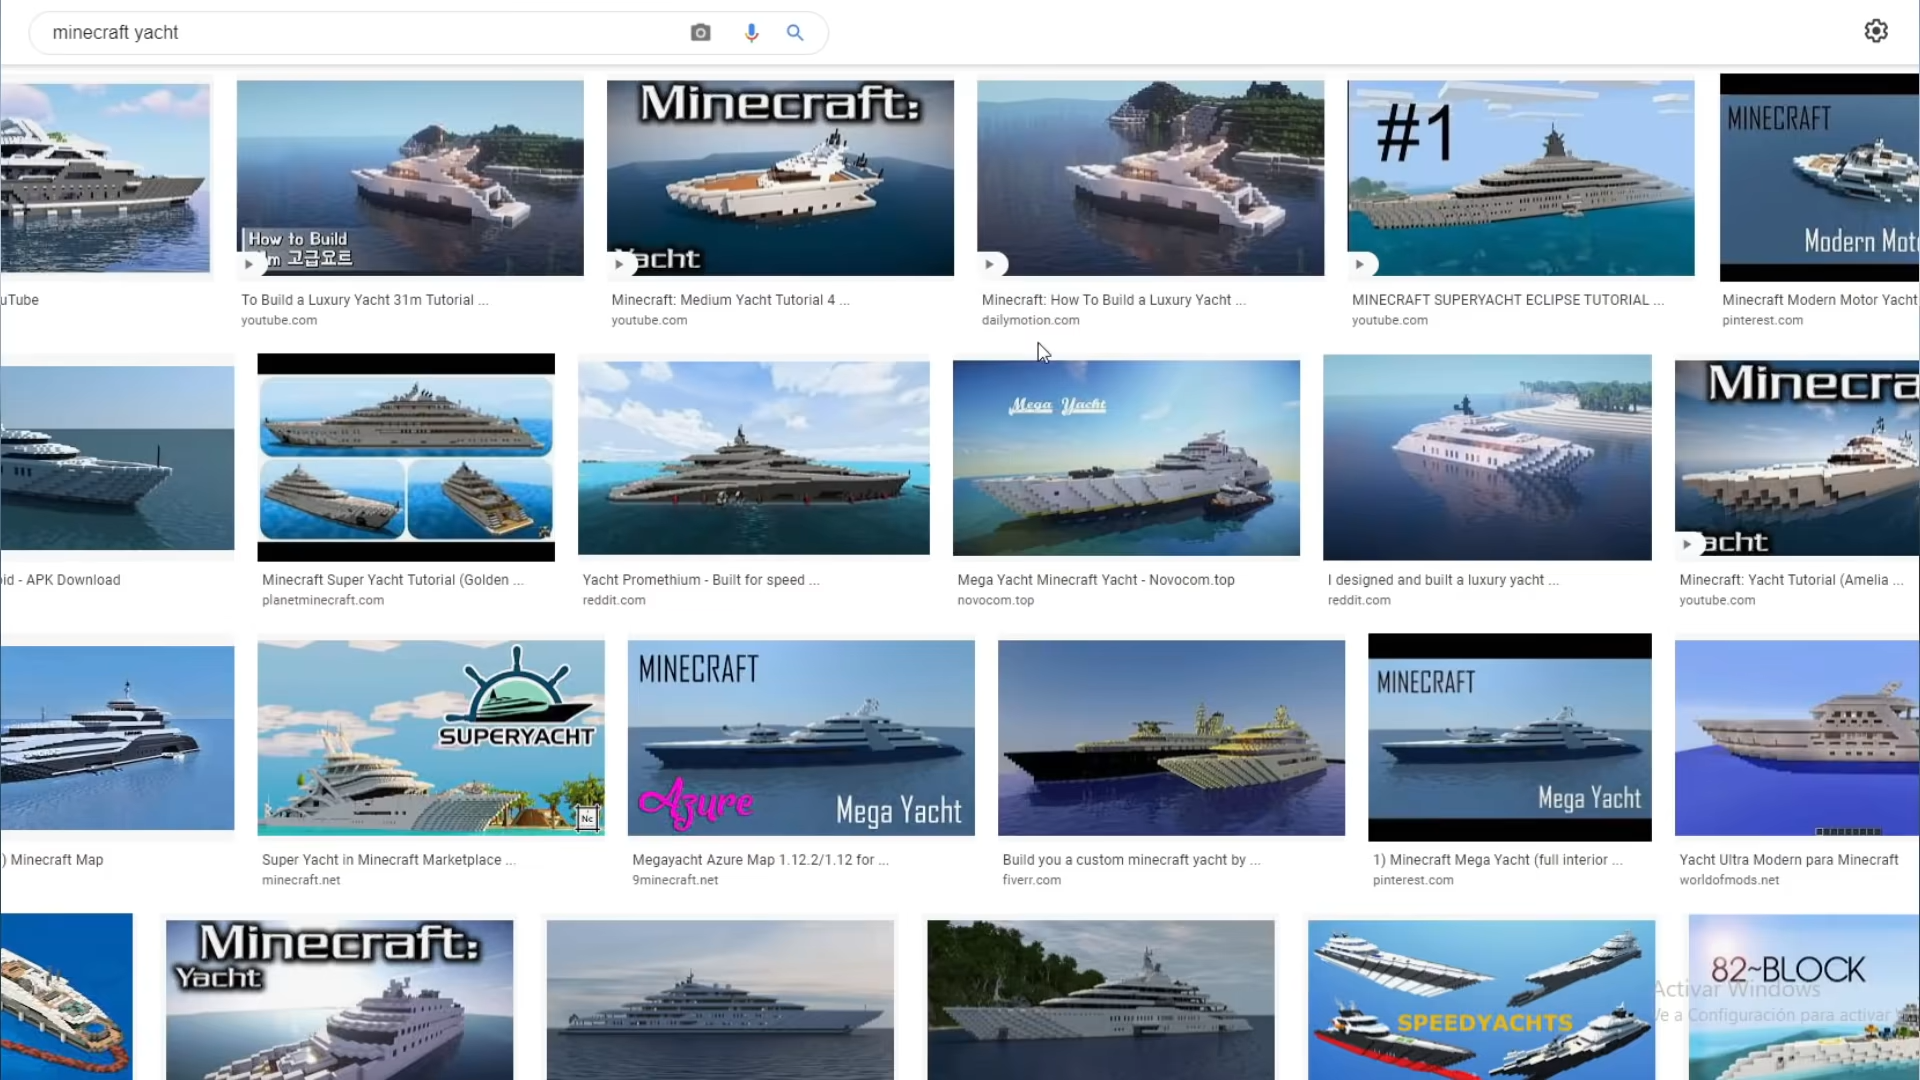 minecraft yacht
How to Build
m 고급요트
Minecraft:
acht
#1
MINECRAFT
Modern Mot
uTube
To Build a Luxury Yacht 31m Tutorial ...
youtube.com
Minecraft: Medium Yacht Tutorial 4 ...
youtube.com
Minecraft: How To Build a Luxury Yacht ...
dailymotion.com
MINECRAFT SUPERYACHT ECLIPSE TUTORIAL ...
youtube.com
Minecraft Modern Motor Yacht
pinterest.com
Mega Yacht
Minecra
acht
id - APK Download
Minecraft Super Yacht Tutorial (Golden ...
planetminecraft.com
Yacht Promethium - Built for speed ...
reddit.com
Mega Yacht Minecraft Yacht - Novocom.top
novocom.top
I designed and built a luxury yacht ...
reddit.com
Minecraft: Yacht Tutorial (Amelia ...
youtube.com
SUPERYACHT
Nc
MINECRAFT
Azure
Mega Yacht
MINECRAFT
Mega Yacht
) Minecraft Map
Super Yacht in Minecraft Marketplace ...
minecraft.net
Megayacht Azure Map 1.12.2/1.12 for ...
9minecraft.net
Build you a custom minecraft yacht by ...
fiverr.com
1) Minecraft Mega Yacht (full interior ...
pinterest.com
Yacht Ultra Modern para Minecraft
worldofmods.net
Minecraft:
Yacht
SPEEDYACHTS
82~BLOCK
Activar Windows
Ve a Configuración para activar